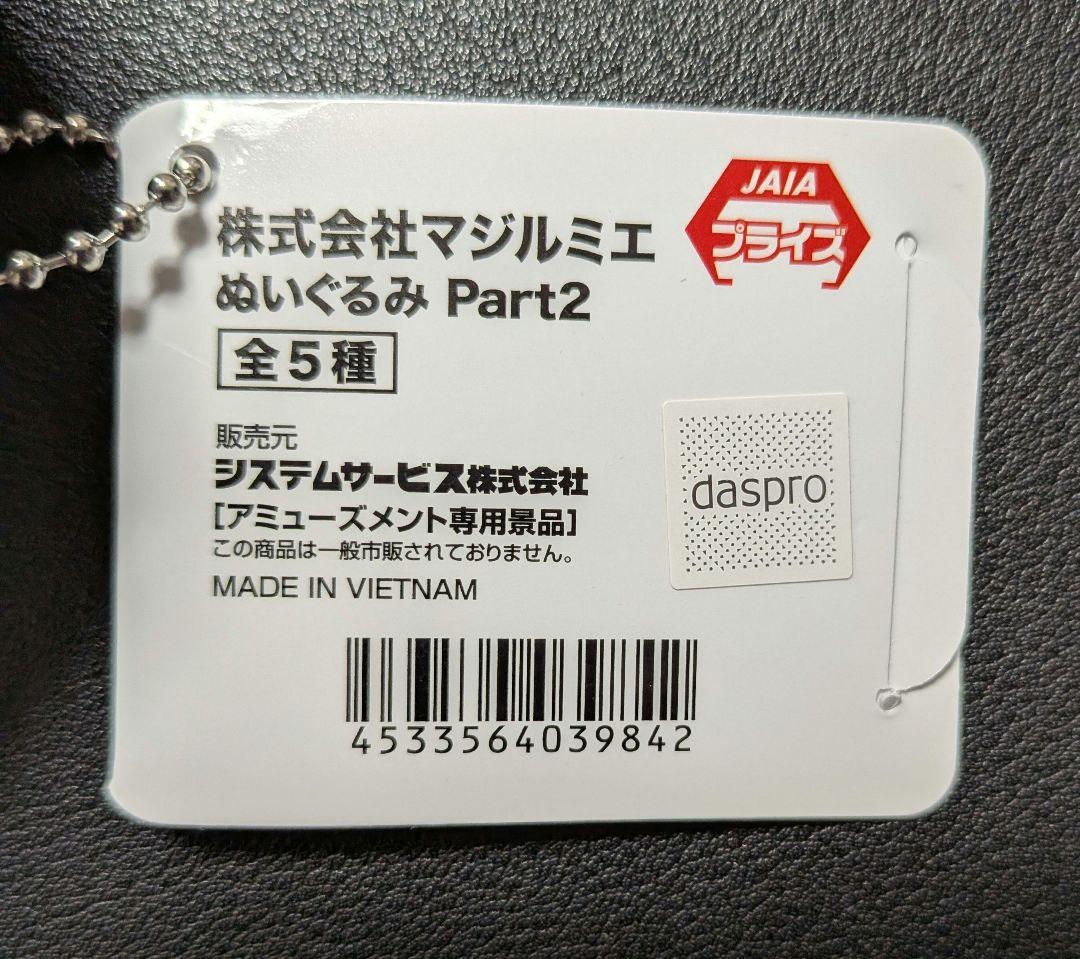 株式会社マジルミエ
ぬいぐるみ Part2
全5種
JAIA
プライズ
販売元
システムサービス株式会社
[アミューズメント専用景品]
この商品は一般市販されておりません。
MADE IN VIETNAM
daspro
4533564039842